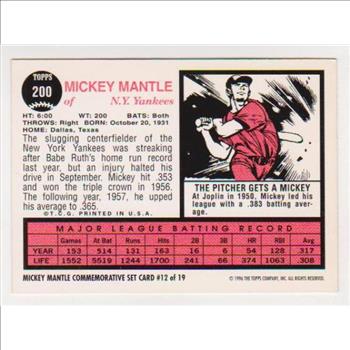 TOPPS
200
MICKEY MANTLE
of N.Y. Yankees
HT: 6:00 WT: 200 BATS: Both
THROWS: Right BORN: October 20, 1931
HOME: Dallas, Texas
The slugging centerfielder of the
New York Yankees was streaking
after Babe Ruth's home run record
last year, but an injury halted his
drive in September. Mickey hit .353
and won the triple crown in 1956.
The following year, 1957, he upped
his average to .365.
©T.C.G. PRINTED IN U.S.A.
THE PITCHER GETS A MICKEY
At Joplin in 1950, Mickey led his
league with a .383 batting aver-
age.
MAJOR LEAGUE BATTING RECORD
Games At Bat Runs Hits 2B 3B H.R. R.B.I. Avg.
YEAR 153 514 131 163 16 6 54 128 .317
LIFE 1552 5519 1244 1700 241 66 374 1063 .308
MICKEY MANTLE COMMEMORATIVE SET CARD #12 of 19
© 1996 THE TOPPS COMPANY, INC. ALL RIGHTS RESERVED.